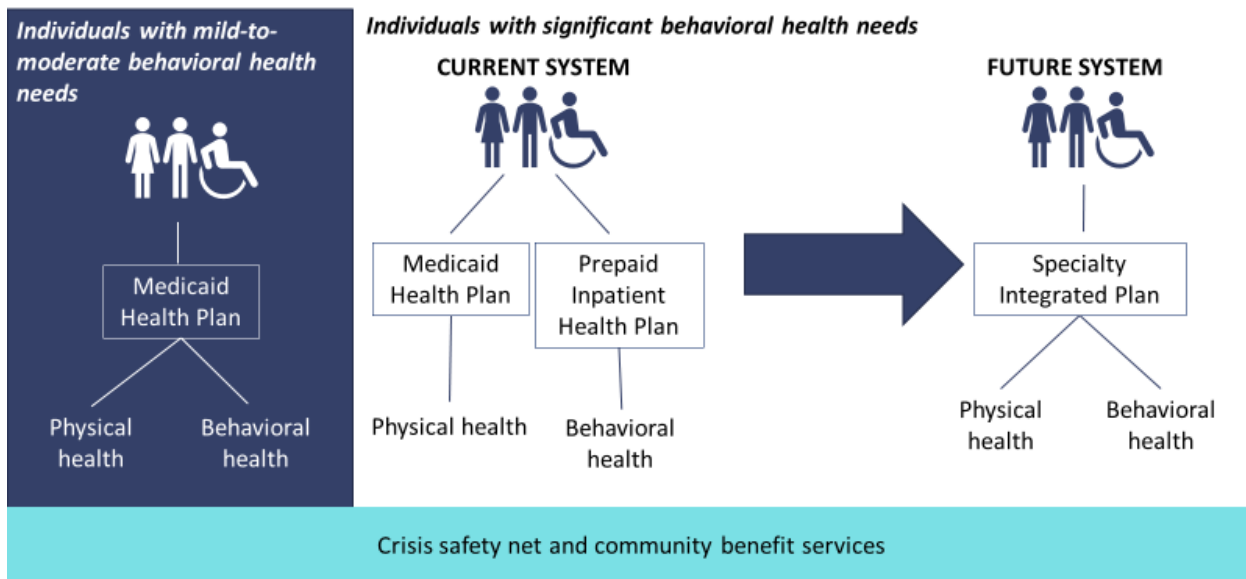 Individuals with mild-to-
moderate behavioral health
needs
Medicaid
Health Plan
Physical
health
Behavioral
health
Individuals with significant behavioral health needs
CURRENT SYSTEM
Medicaid
Health Plan
Physical health
Prepaid
Inpatient
Health Plan
Behavioral
health
FUTURE SYSTEM
Specialty
Integrated Plan
Physical
health
Behavioral
health
Crisis safety net and community benefit services